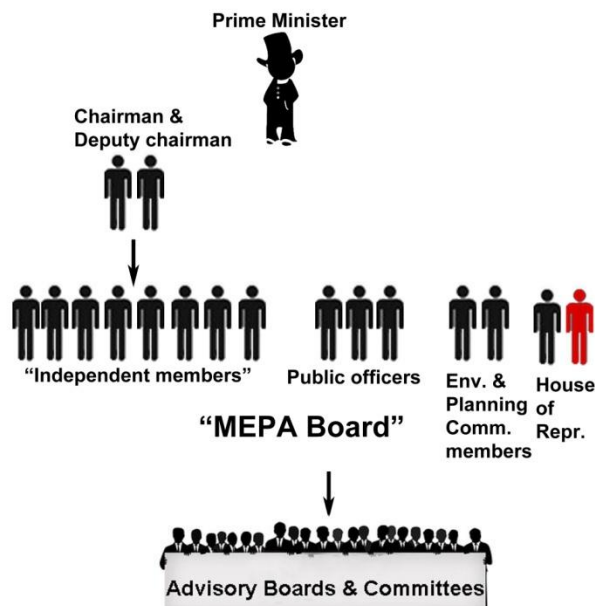 Prime Minister
Chairman &
Deputy chairman
“Independent members”
Public officers
Env. &
Planning
Comm.
members
House
of
Repr.
“MEPA Board”
Advisory Boards & Committees